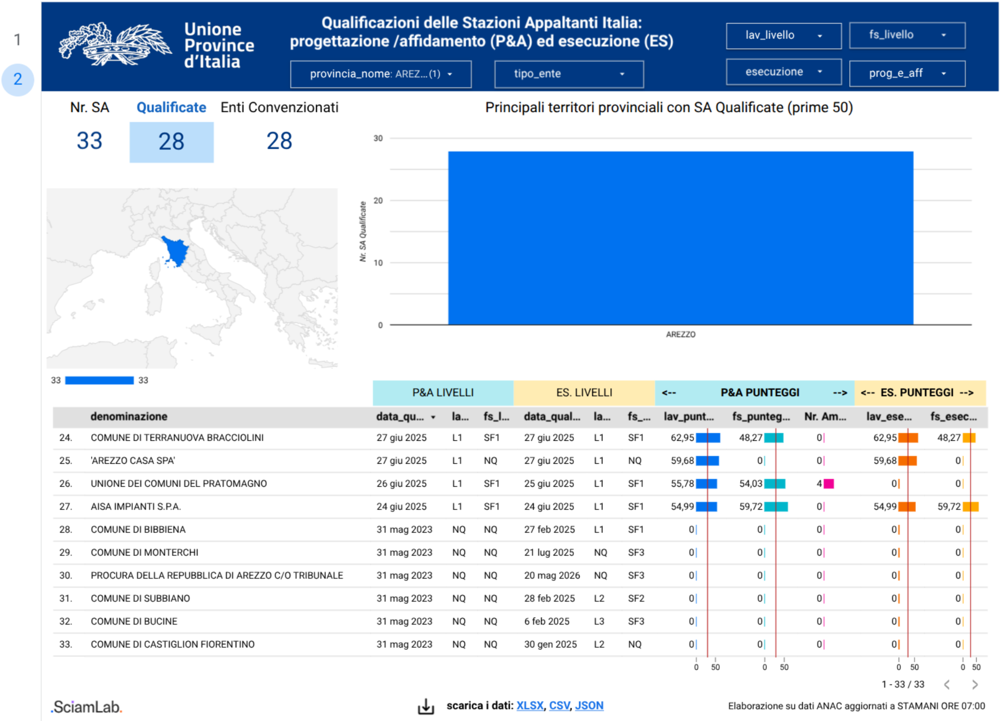 1
2
Unione
Province
d'Italia
Qualificazioni delle Stazioni Appaltanti Italia:
progettazione /affidamento (P&A) ed esecuzione (ES)
provincia_nome: AREZ... (1)
tipo_ente
lav_livello
fs_livello
esecuzione
prog_e_aff
Nr. SA
Qualificate
Enti Convenzionati
33
28
28
Principali territori provinciali con SA Qualificate (prime 50)
Nr. SA Qualificate
30
20
10
0
AREZZO
33
33
P&A LIVELLI
ES. LIVELLI
<-- P&A PUNTEGGI -->
<-- ES. PUNTEGGI -->
denominazione data_qu... la... fs_l... data_qual... la... fs_... lav_punt... fs_punteg... Nr. Am... lav_ese... fs_esec...
24. COMUNE DI TERRANUOVA BRACCIOLINI 27 giu 2025 L1 SF1 27 giu 2025 L1 SF1 62,95 48,27 0 62,95 48,27
25. 'AREZZO CASA SPA' 27 giu 2025 L1 NQ 27 giu 2025 L1 NQ 59,68 0 0 59,68 0
26. UNIONE DEI COMUNI DEL PRATOMAGNO 26 giu 2025 L1 SF1 25 giu 2025 L1 SF1 55,78 54,03 4 0 0
27. AISA IMPIANTI S.P.A. 24 giu 2025 L1 SF1 24 giu 2025 L1 SF1 54,99 59,72 0 54,99 59,72
28. COMUNE DI BIBBIENA 31 mag 2023 NQ NQ 27 feb 2025 L1 SF1 0 0 0 0 0
29. COMUNE DI MONTERCHI 31 mag 2023 NQ NQ 21 lug 2025 NQ SF3 0 0 0 0 0
30. PROCURA DELLA REPUBBLICA DI AREZZO C/O TRIBUNALE 31 mag 2023 NQ NQ 20 mag 2026 NQ SF3 0 0 0 0 0
31. COMUNE DI SUBBIANO 31 mag 2023 NQ NQ 28 feb 2025 L2 SF2 0 0 0 0 0
32. COMUNE DI BUCINE 31 mag 2023 NQ NQ 6 feb 2025 L3 SF3 0 0 0 0 0
33. COMUNE DI CASTIGLION FIORENTINO 31 mag 2023 NQ NQ 30 gen 2025 L2 NQ 0 0 0 0 0
0 50 0 50 0 50 0 50
1 - 33 / 33
.SciamLab.
scarica i dati: XLSX, CSV, JSON
Elaborazione su dati ANAC aggiornati a STAMANI ORE 07:00